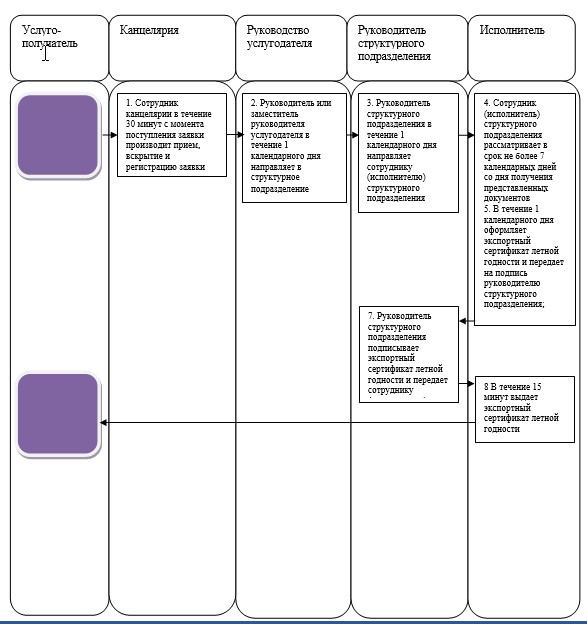 Услуго-
получатель
Канцелярия
Руководство
услугодателя
Руководитель
структурного
подразделения
Исполнитель
1. Сотрудник
канцелярии в течение
30 минут с момента
поступления заявки
производит прием,
вскрытие и
регистрацию заявки
2. Руководитель или
заместитель
руководителя
услугодателя в
течение 1
календарного дня
направляет в
структурное
подразделение
3. Руководитель
структурного
подразделения в
течение 1
календарного дня
направляет
сотруднику
(исполнителю)
структурного
подразделения
4. Сотрудник
(исполнитель)
структурного
подразделения
рассматривает в
срок не более 7
календарных дней
со дня получения
представленных
документов
5. В течение 1
календарного дня
оформляет
экспортный
сертификат летной
годности и передает
на подпись
руководителю
структурного
подразделения;
7. Руководитель
структурного
подразделения
подписывает
экспортный
сертификат летной
годности и передает
сотруднику
8 В течение 15
минут выдает
экспортный
сертификат летной
годности